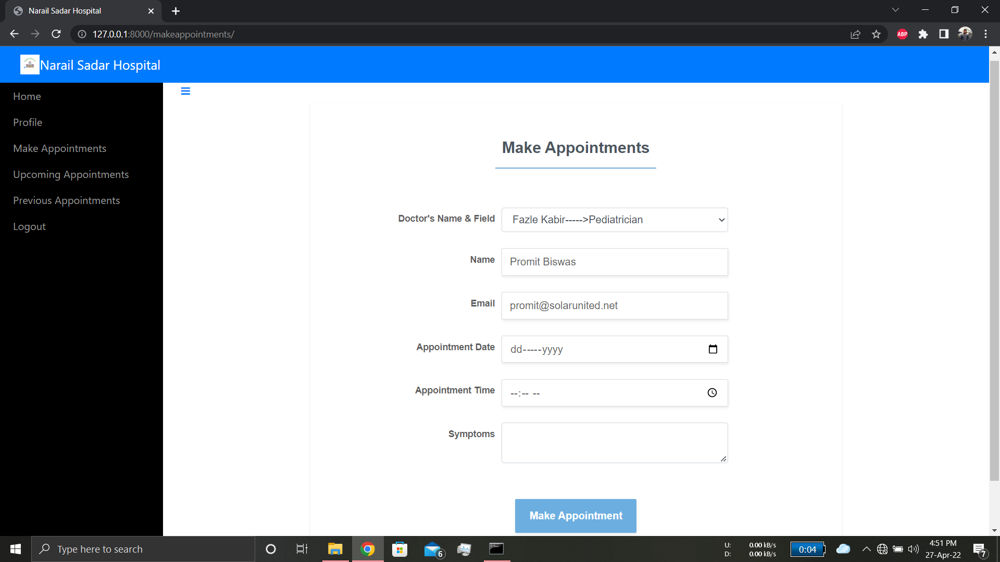 Narail Sadar Hospital
127.0.0.1:8000/makeappointments/
ABP
Narail Sadar Hospital
Home
Profile
Make Appointments
Upcoming Appointments
Previous Appointments
Logout
Make Appointments
Doctor's Name & Field
Fazle Kabir----->Pediatrician
Name
Promit Biswas
Email
promit@solarunited.net
Appointment Date
dd-----yyyy
Appointment Time
--:-- --
Symptoms
Make Appointment
Type here to search
6
U: 0.00 kB/s
D: 0.00 kB/s
0:04
4:51 PM
27-Apr-22
7